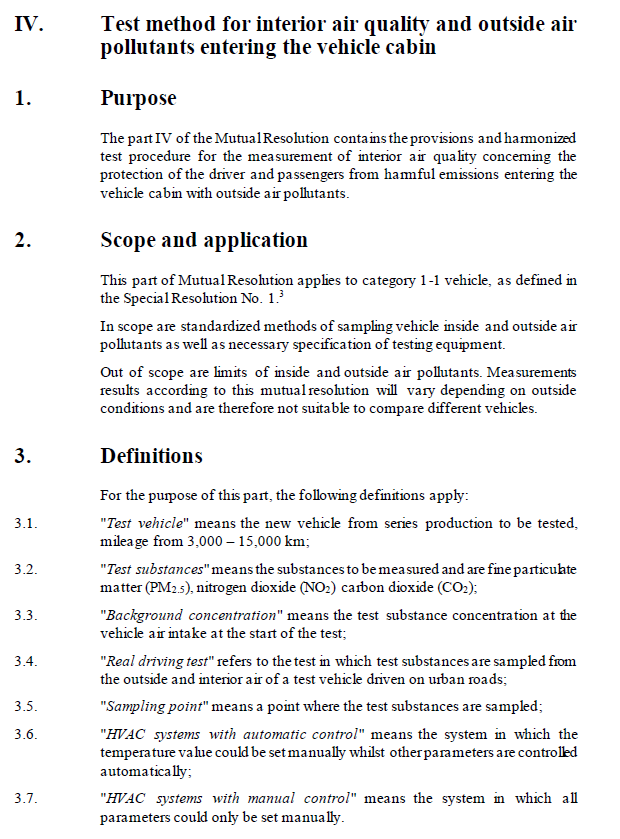 IV. Test method for interior air quality and outside air
pollutants entering the vehicle cabin
1. Purpose
The part IV of the Mutual Resolution contains the provisions and harmonized
test procedure for the measurement of interior air quality concerning the
protection of the driver and passengers from harmful emissions entering the
vehicle cabin with outside air pollutants.
2. Scope and application
This part of Mutual Resolution applies to category 1-1 vehicle, as defined in
the Special Resolution No. 1.³
In scope are standardized methods of sampling vehicle inside and outside air
pollutants as well as necessary specification of testing equipment.
Out of scope are limits of inside and outside air pollutants. Measurements
results according to this mutual resolution will vary depending on outside
conditions and are therefore not suitable to compare different vehicles.
3. Definitions
For the purpose of this part, the following definitions apply:
3.1. "Test vehicle" means the new vehicle from series production to be tested,
mileage from 3,000 – 15,000 km;
3.2. "Test substances" means the substances to be measured and are fine particulate
matter (PM₂.₅), nitrogen dioxide (NO₂) carbon dioxide (CO₂);
3.3. "Background concentration" means the test substance concentration at the
vehicle air intake at the start of the test;
3.4. "Real driving test" refers to the test in which test substances are sampled from
the outside and interior air of a test vehicle driven on urban roads;
3.5. "Sampling point" means a point where the test substances are sampled;
3.6. "HVAC systems with automatic control" means the system in which the
temperature value could be set manually whilst other parameters are controlled
automatically;
3.7. "HVAC systems with manual control" means the system in which all
parameters could only be set manually.